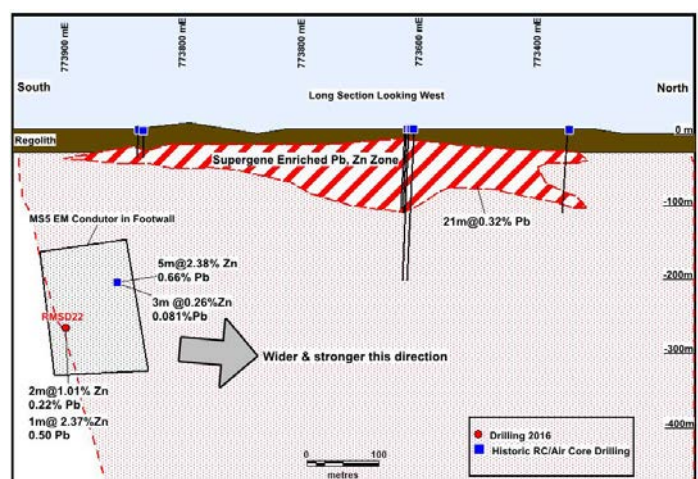 773900 mE
773800 mE
773800 mE
773600 mE
773400 mE
South
Long Section Looking West
North
0 m
Regolith
Supergene Enriched Pb, Zn Zone
-100m
21m@0.32% Pb
MS5 EM Condutor in Footwall
5m@2.38% Zn
0.66% Pb
-200m
3m @0.26%Zn
0.081%Pb
RMSD22
Wider & stronger this direction
-300m
2m@1.01% Zn
0.22% Pb
1m@ 2.37%Zn
0.50 Pb
-400m
Drilling 2016
Historic RC/Air Core Drilling
0
100
metres